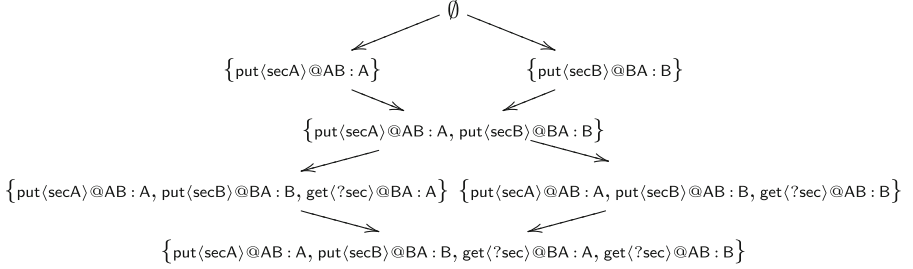 ∅
{put⟨secA⟩@AB : A} {put⟨secB⟩@BA : B}
{put⟨secA⟩@AB : A, put⟨secB⟩@BA : B}
{put⟨secA⟩@AB : A, put⟨secB⟩@BA : B, get⟨?sec⟩@BA : A} {put⟨secA⟩@AB : A, put⟨secB⟩@AB : B, get⟨?sec⟩@AB : B}
{put⟨secA⟩@AB : A, put⟨secB⟩@BA : B, get⟨?sec⟩@BA : A, get⟨?sec⟩@AB : B}